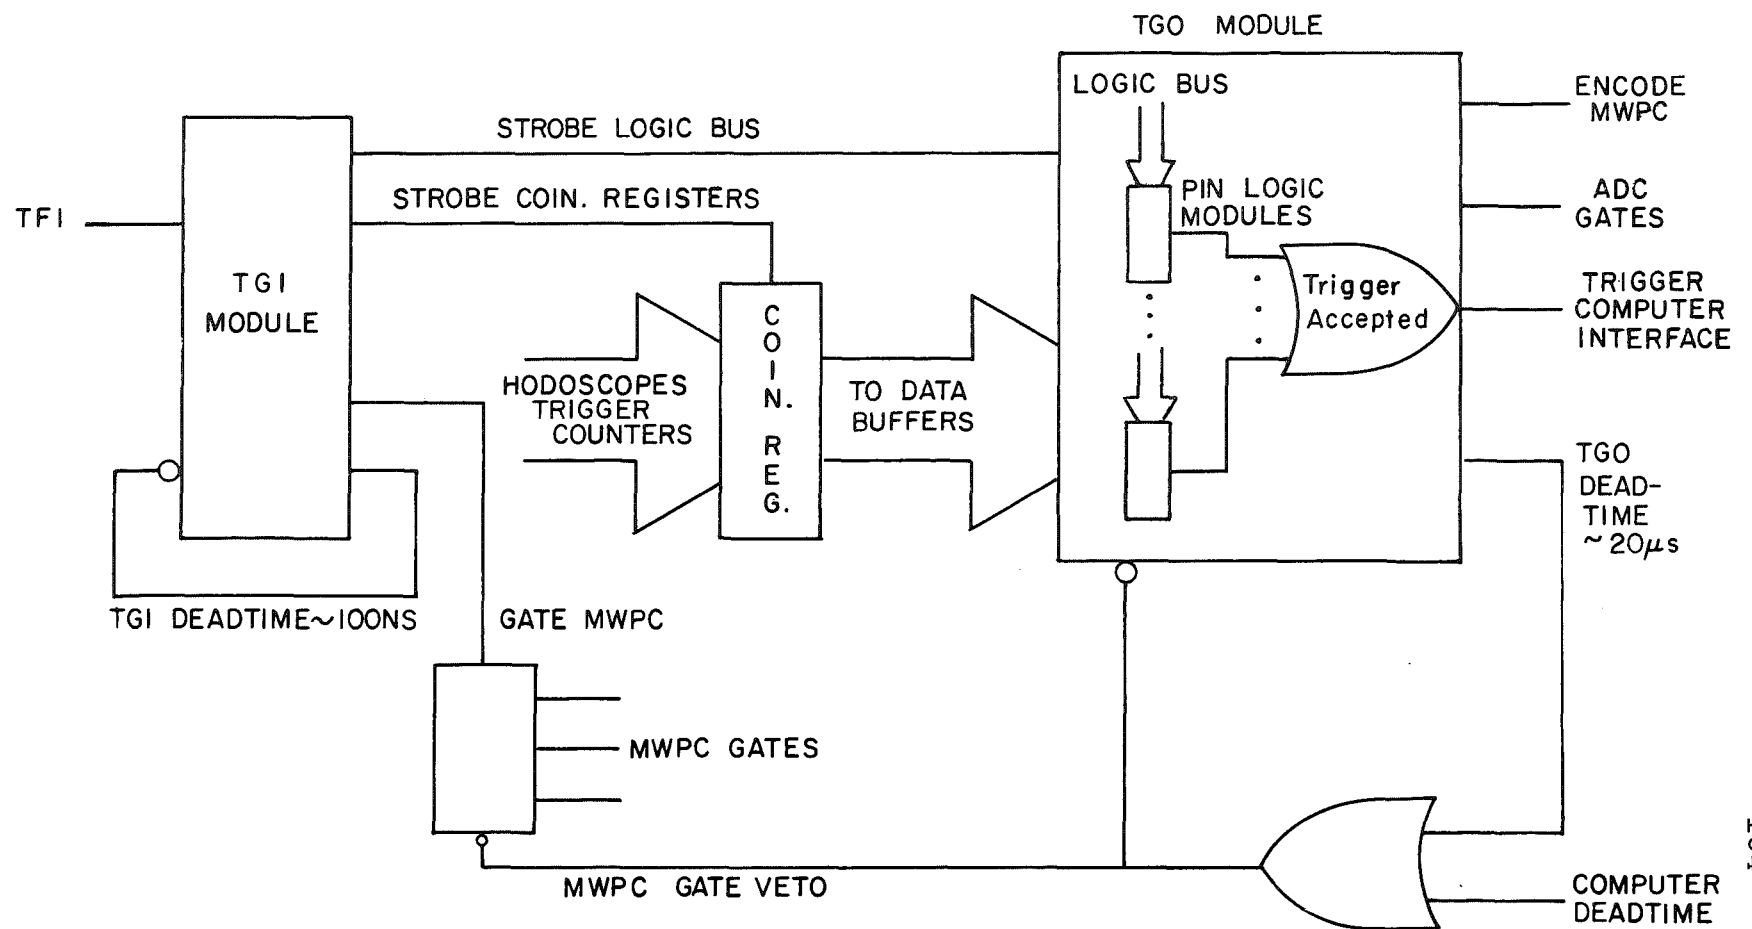 TGO MODULE
LOGIC BUS
ENCODE
MWPC
STROBE LOGIC BUS
STROBE COIN. REGISTERS
PIN LOGIC
MODULES
ADC
GATES
TFI
TGI
MODULE
COIN. REG.
Trigger
Accepted
TRIGGER
COMPUTER
INTERFACE
HODOSCOPES
TRIGGER
COUNTERS
TO DATA
BUFFERS
TGO
DEAD-
TIME
~20μs
TGI DEADTIME~100NS
GATE MWPC
MWPC GATES
MWPC GATE VETO
COMPUTER
DEADTIME